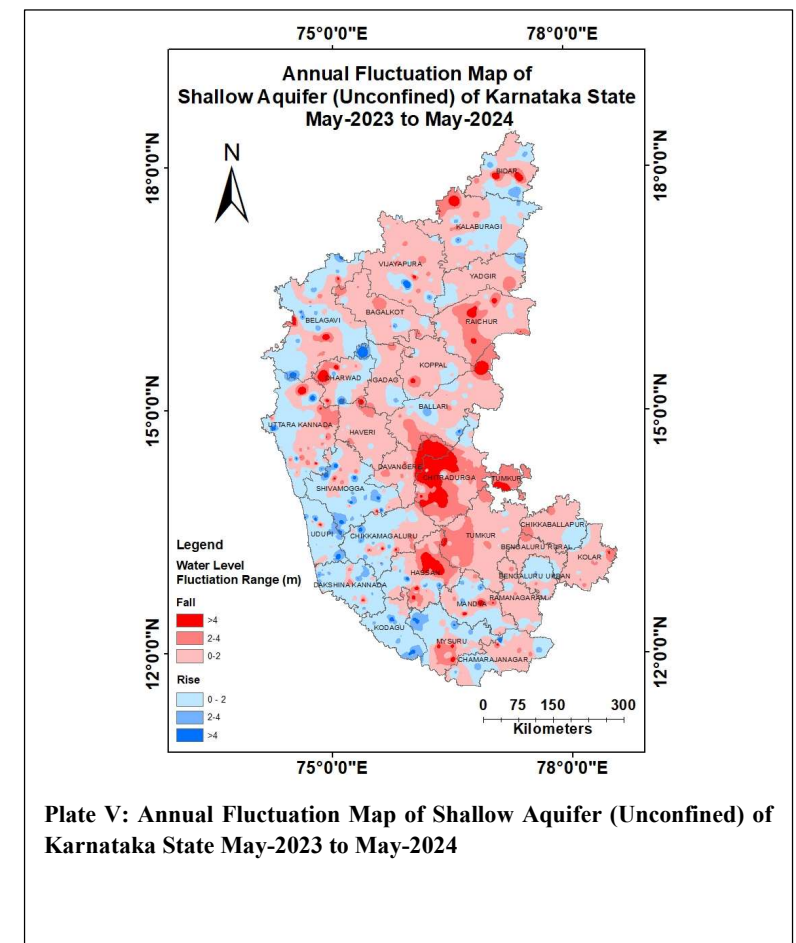 75°0'0"E 78°0'0"E
Annual Fluctuation Map of
Shallow Aquifer (Unconfined) of Karnataka State
May-2023 to May-2024
N
18°0'0"N 18°0'0"N
BIDAR
KALABURAGI
VIJAYAPURA
YADGIR
BAGALKOT
BELAGAVI RAICHUR
KOPPAL
DHARWAD GADAG
15°0'0"N 15°0'0"N
BALLARI
UTTARA KANNADA
HAVERI
DAVANGERE
CHITRADURGA TUMKUR
SHIVAMOGGA
CHIKKABALLAPUR
UDUPI CHIKKAMAGALURU TUMKUR
BENGALURU RURAL
KOLAR
HASSAN BENGALURU URBAN
DAKSHINA KANNADA
RAMANAGARAM
MANDYA
KODAGU
MYSURU
CHAMARAJANAGAR
12°0'0"N 12°0'0"N
Legend
Water Level
Fluctiation Range (m)
Fall
>4
2-4
0-2
Rise
0 - 2
2-4
>4
0 75 150 300
Kilometers
75°0'0"E 78°0'0"E
Plate V: Annual Fluctuation Map of Shallow Aquifer (Unconfined) of
Karnataka State May-2023 to May-2024